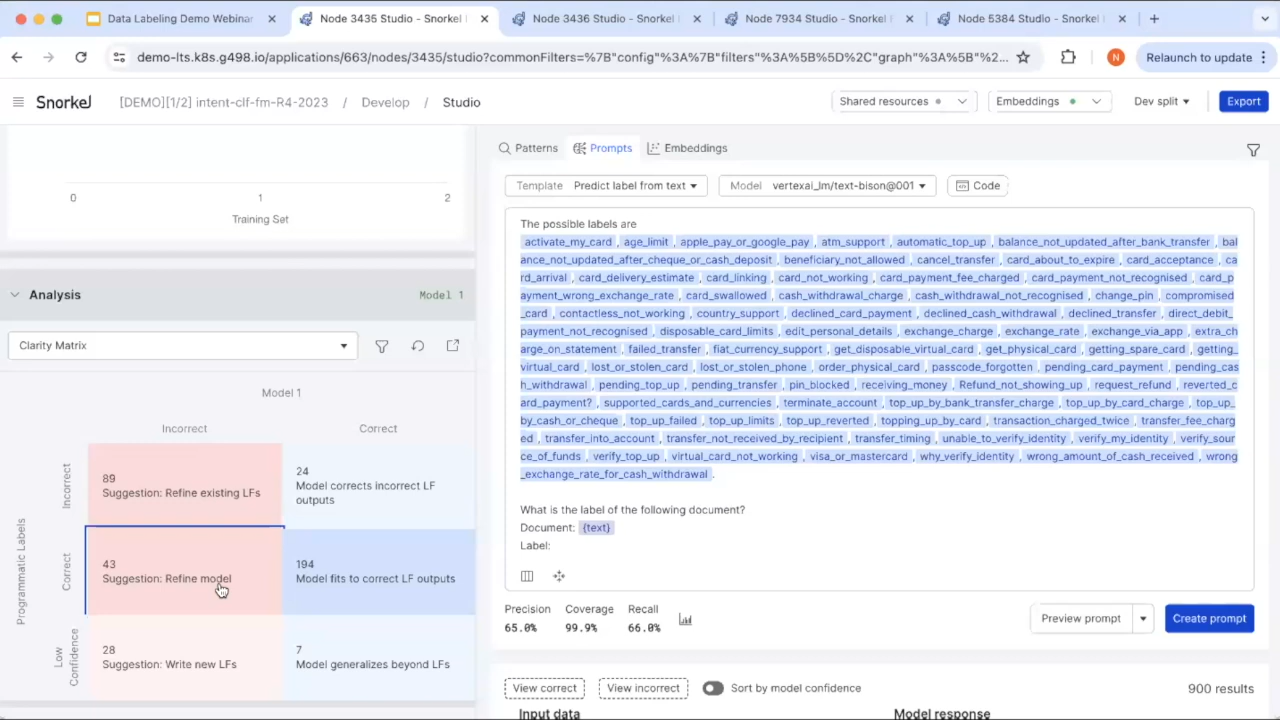 Data Labeling Demo Webinar
Node 3435 Studio - Snorkel
Node 3436 Studio - Snorkel
Node 7934 Studio - Snorkel
Node 5384 Studio - Snorkel
demo-lts.k8s.g498.io/applications/663/nodes/3435/studio?commonFilters=%7B"config"%3A%7B"filters"%3A%5B%5D%2C"graph"%3A%5B"%2...
N
Relaunch to update
Snorkel
[DEMO][1/2] intent-clf-fm-R4-2023 / Develop / Studio
Shared resources
Embeddings
Dev split
Export
0 1 2
Training Set
Analysis
Model 1
Clarity Matrix
Model 1
Incorrect
Correct
Programmatic Labels
Incorrect
89
Suggestion: Refine existing LFs
24
Model corrects incorrect LF
outputs
Correct
43
Suggestion: Refine model
194
Model fits to correct LF outputs
Low
Confidence
28
Suggestion: Write new LFs
7
Model generalizes beyond LFs
Patterns
Prompts
Embeddings
Template Predict label from text
Model vertexai_lm/text-bison@001
Code
The possible labels are
activate_my_card , age_limit , apple_pay_or_google_pay , atm_support , automatic_top_up , balance_not_updated_after_bank_transfer , bal
ance_not_updated_after_cheque_or_cash_deposit , beneficiary_not_allowed , cancel_transfer , card_about_to_expire , card_acceptance , ca
rd_arrival , card_delivery_estimate , card_linking , card_not_working , card_payment_fee_charged , card_payment_not_recognised , card_p
ayment_wrong_exchange_rate , card_swallowed , cash_withdrawal_charge , cash_withdrawal_not_recognised , change_pin , compromised
_card , contactless_not_working , country_support , declined_card_payment , declined_cash_withdrawal , declined_transfer , direct_debit_
payment_not_recognised , disposable_card_limits , edit_personal_details , exchange_charge , exchange_rate , exchange_via_app , extra_ch
arge_on_statement , failed_transfer , fiat_currency_support , get_disposable_virtual_card , get_physical_card , getting_spare_card , getting_
virtual_card , lost_or_stolen_card , lost_or_stolen_phone , order_physical_card , passcode_forgotten , pending_card_payment , pending_cas
h_withdrawal , pending_top_up , pending_transfer , pin_blocked , receiving_money , Refund_not_showing_up , request_refund , reverted_c
ard_payment? , supported_cards_and_currencies , terminate_account , top_up_by_bank_transfer_charge , top_up_by_card_charge , top_up_
by_cash_or_cheque , top_up_failed , top_up_limits , top_up_reverted , topping_up_by_card , transaction_charged_twice , transfer_fee_charg
ed , transfer_into_account , transfer_not_received_by_recipient , transfer_timing , unable_to_verify_identity , verify_my_identity , verify_sour
ce_of_funds , verify_top_up , virtual_card_not_working , visa_or_mastercard , why_verify_identity , wrong_amount_of_cash_received , wrong
_exchange_rate_for_cash_withdrawal .
What is the label of the following document?
Document: {text}
Label:
Precision Coverage Recall
65.0% 99.9% 66.0%
Preview prompt
Create prompt
View correct
View incorrect
Sort by model confidence
900 results
Input data
Model response